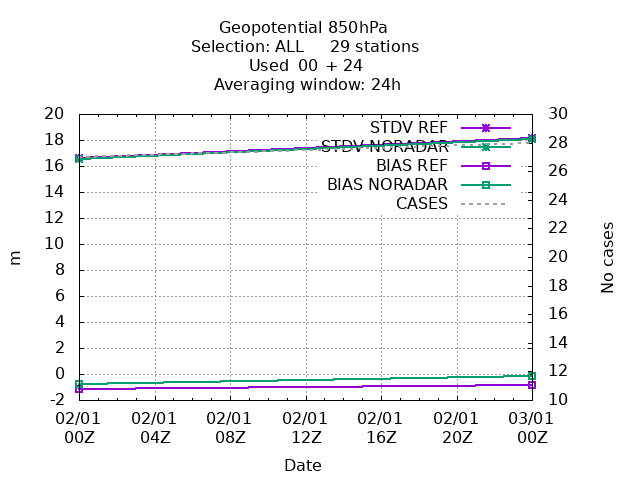 Geopotential 850hPa
Selection: ALL 29 stations
Used 00 + 24
Averaging window: 24h
STDV REF
STDV NORADAR
BIAS REF
BIAS NORADAR
CASES
20
18
16
14
12
10
8
6
4
2
0
-2
m
30
28
26
24
22
20
18
16
14
12
10
No cases
02/01 02/01 02/01 02/01 02/01 02/01 03/01
00Z 04Z 08Z 12Z 16Z 20Z 00Z
Date